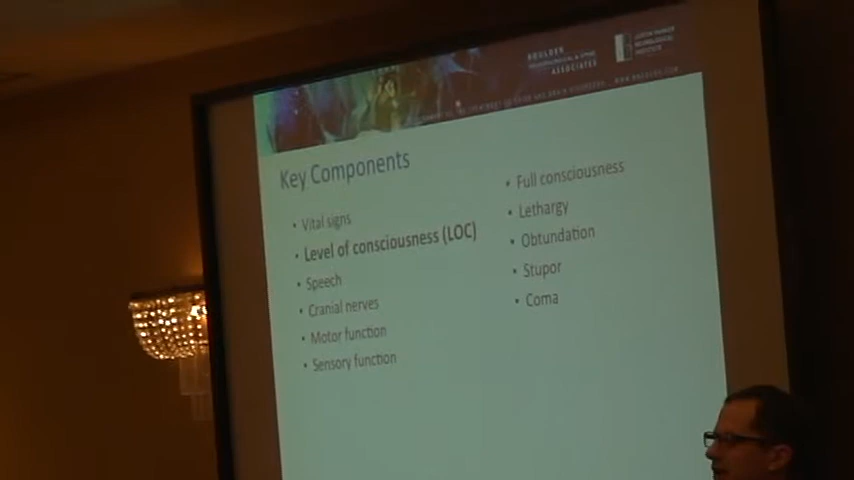 BOULDER
NEUROSURGICAL & SPINE
ASSOCIATES
JUSTIN PARKER
NEUROLOGICAL
INSTITUTE
Key Components
• Vital signs
• Level of consciousness (LOC)
• Speech
• Cranial nerves
• Motor function
• Sensory function
• Full consciousness
• Lethargy
• Obtundation
• Stupor
• Coma